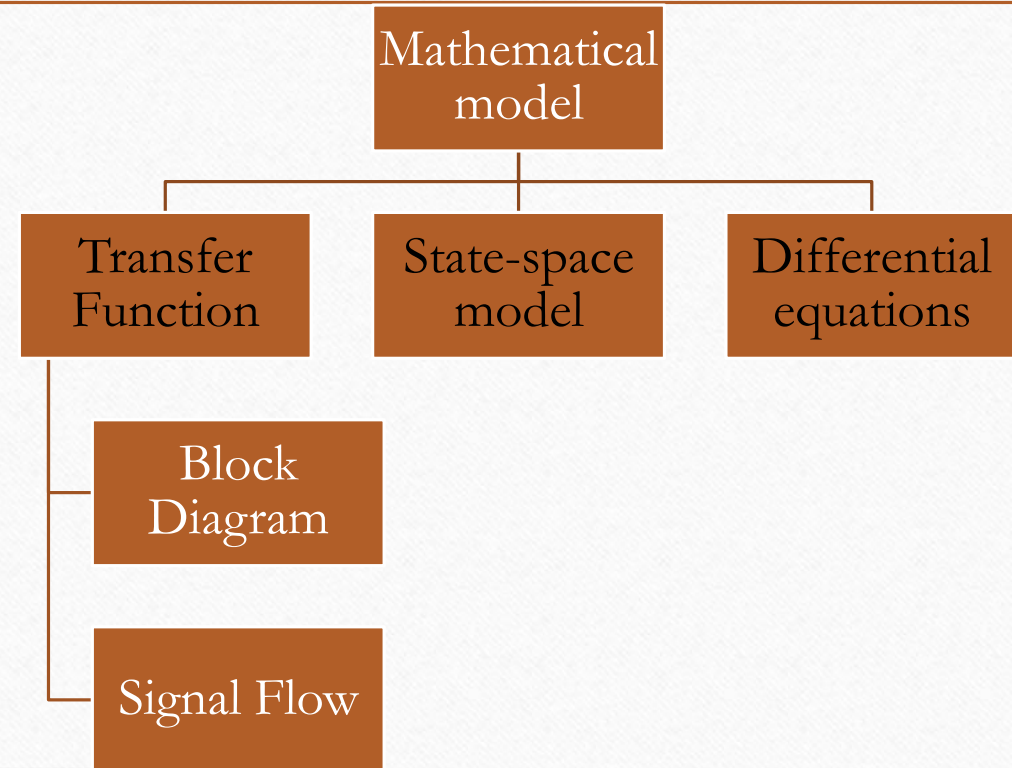 Mathematical
model
Transfer
Function
State-space
model
Differential
equations
Block
Diagram
Signal Flow